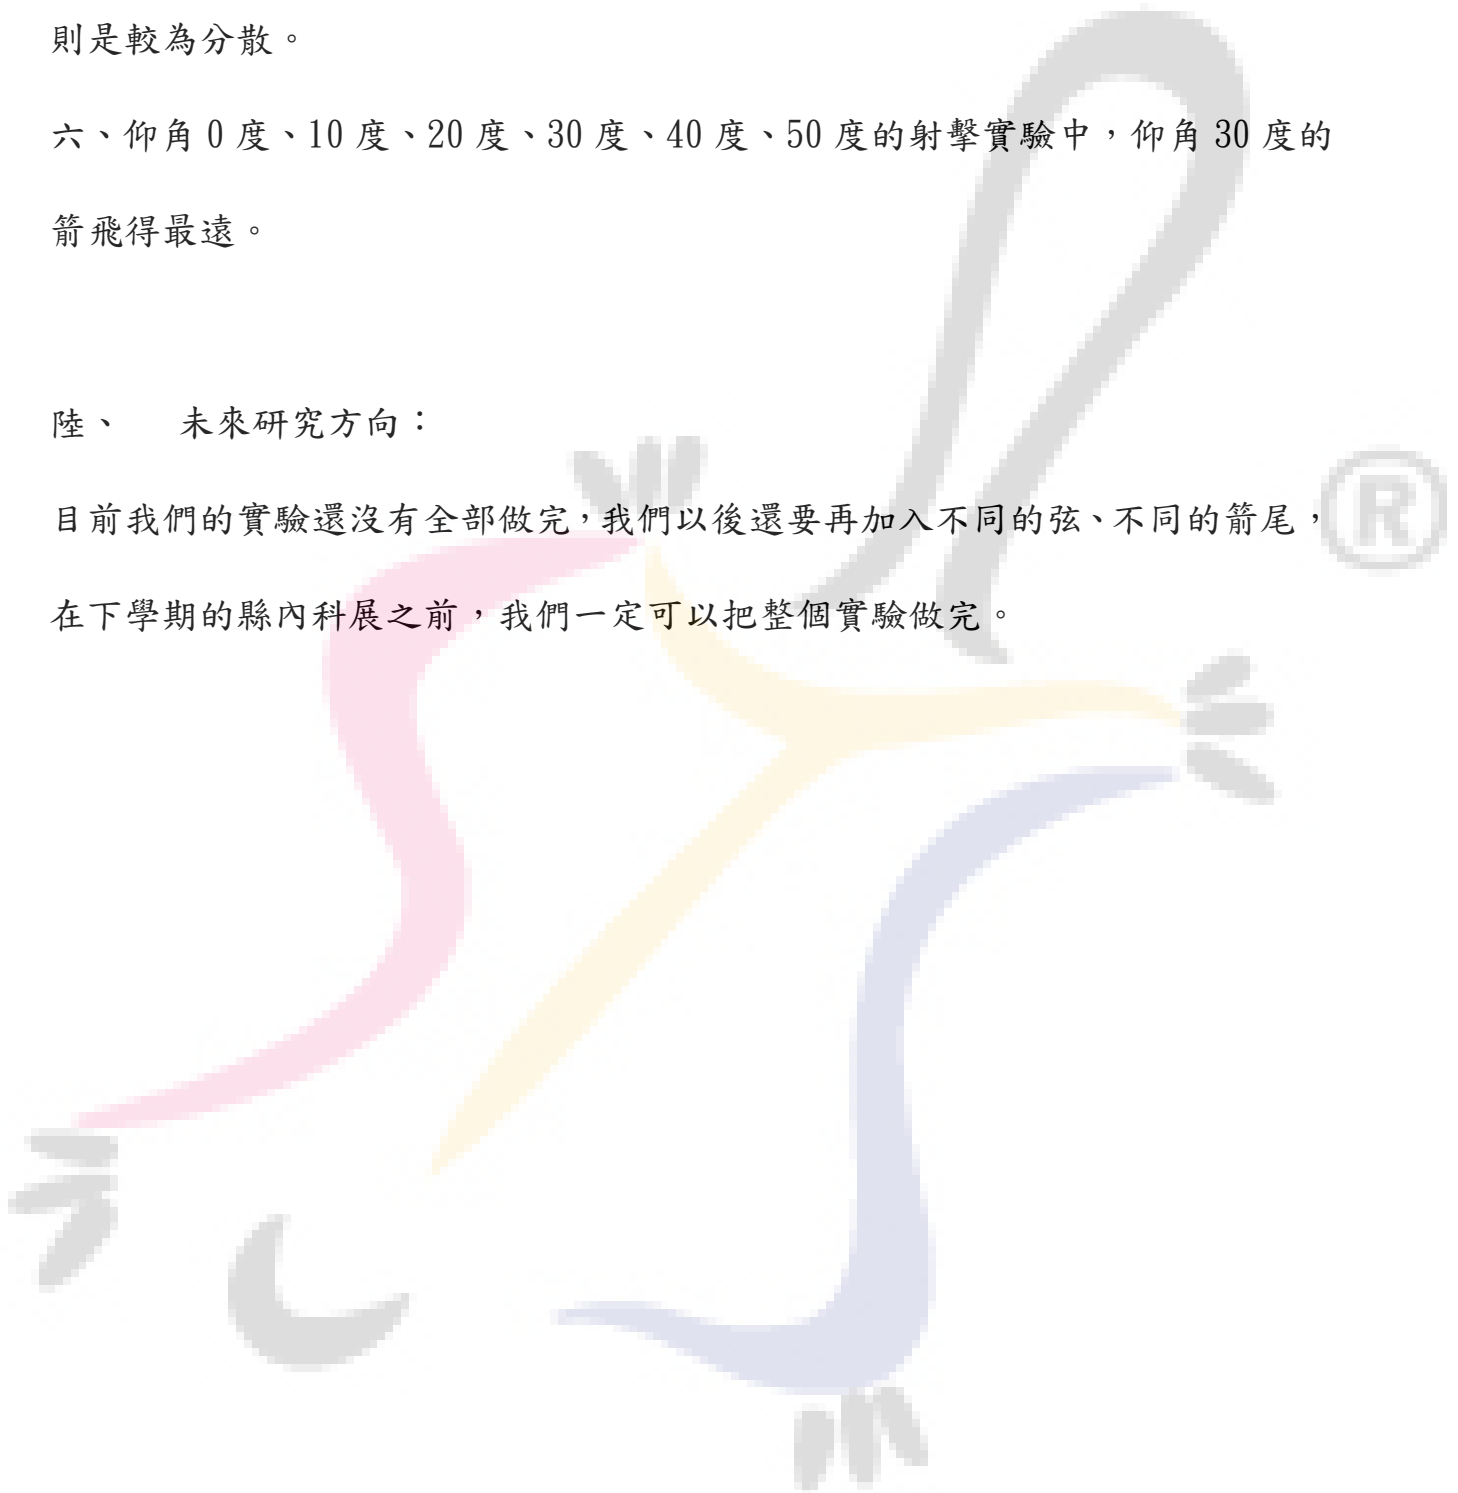 則是較為分散。
六、仰角 0 度、10 度、20 度、30 度、40 度、50 度的射擊實驗中，仰角 30 度的
箭飛得最遠。
陸、 未來研究方向：
目前我們的實驗還沒有全部做完，我們以後還要再加入不同的弦、不同的箭尾，
在下學期的縣內科展之前，我們一定可以把整個實驗做完。
®